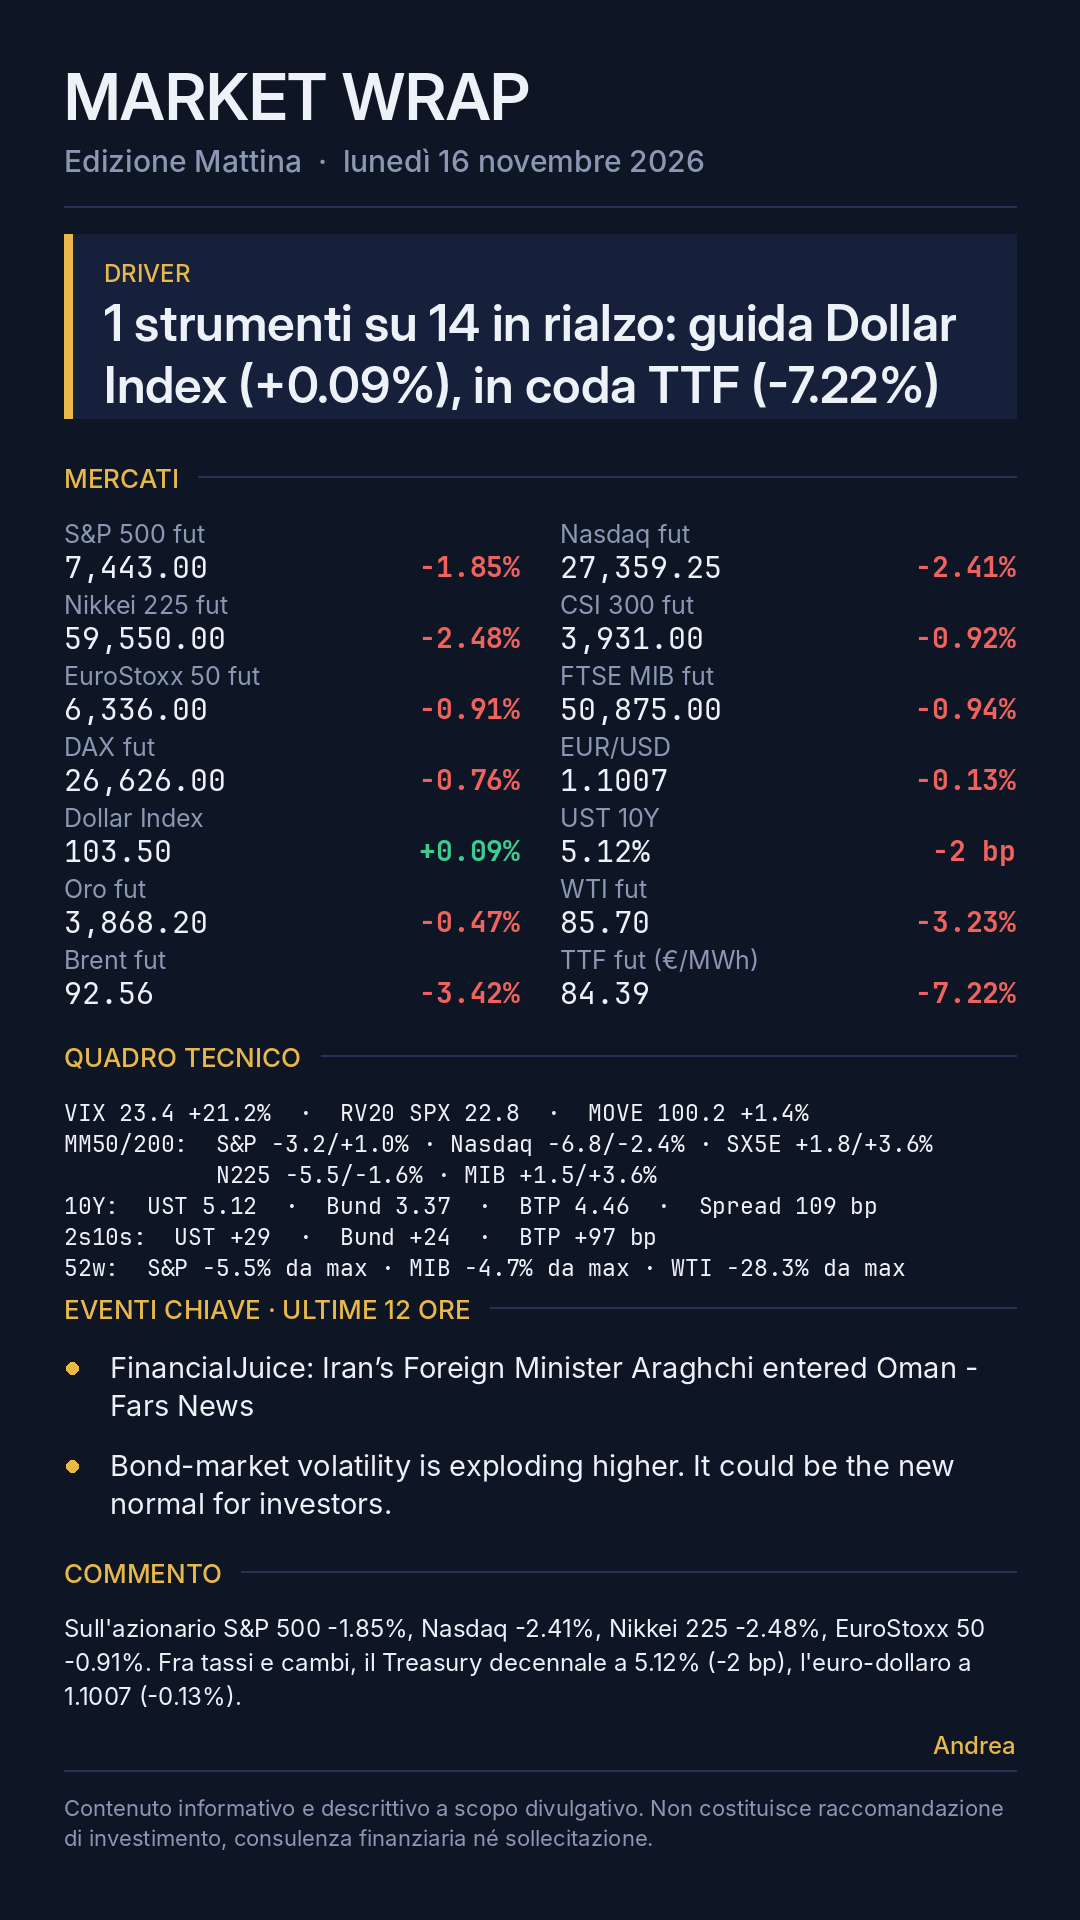 MARKET WRAP
Edizione Mattina · lunedì 16 novembre 2026
DRIVER
1 strumenti su 14 in rialzo: guida Dollar
Index (+0.09%), in coda TTF (-7.22%)
MERCATI
S&P 500 fut
7,443.00 -1.85%
Nasdaq fut
27,359.25 -2.41%
Nikkei 225 fut
59,550.00 -2.48%
CSI 300 fut
3,931.00 -0.92%
EuroStoxx 50 fut
6,336.00 -0.91%
FTSE MIB fut
50,875.00 -0.94%
DAX fut
26,626.00 -0.76%
EUR/USD
1.1007 -0.13%
Dollar Index
103.50 +0.09%
UST 10Y
5.12% -2 bp
Oro fut
3,868.20 -0.47%
WTI fut
85.70 -3.23%
Brent fut
92.56 -3.42%
TTF fut (€/MWh)
84.39 -7.22%
QUADRO TECNICO
VIX 23.4 +21.2% · RV20 SPX 22.8 · MOVE 100.2 +1.4%
MM50/200: S&P -3.2/+1.0% · Nasdaq -6.8/-2.4% · SX5E +1.8/+3.6%
N225 -5.5/-1.6% · MIB +1.5/+3.6%
10Y: UST 5.12 · Bund 3.37 · BTP 4.46 · Spread 109 bp
2s10s: UST +29 · Bund +24 · BTP +97 bp
52w: S&P -5.5% da max · MIB -4.7% da max · WTI -28.3% da max
EVENTI CHIAVE · ULTIME 12 ORE
FinancialJuice: Iran’s Foreign Minister Araghchi entered Oman -
Fars News
Bond-market volatility is exploding higher. It could be the new
normal for investors.
COMMENTO
Sull'azionario S&P 500 -1.85%, Nasdaq -2.41%, Nikkei 225 -2.48%, EuroStoxx 50
-0.91%. Fra tassi e cambi, il Treasury decennale a 5.12% (-2 bp), l'euro-dollaro a
1.1007 (-0.13%).
Andrea
Contenuto informativo e descrittivo a scopo divulgativo. Non costituisce raccomandazione
di investimento, consulenza finanziaria né sollecitazione.